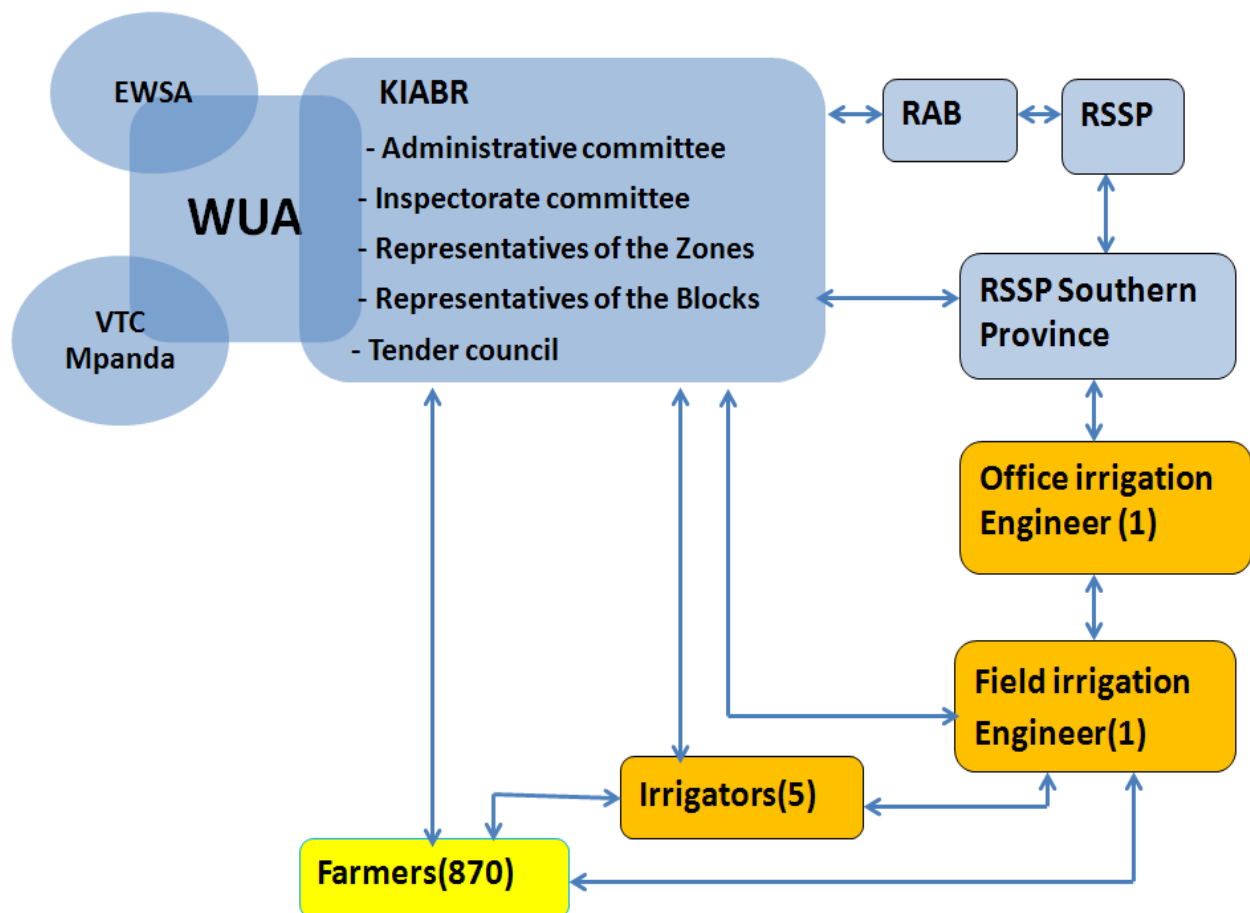 EWSA
WUA
VTC
Mpanda
KIABR
- Administrative committee
- Inspectorate committee
- Representatives of the Zones
- Representatives of the Blocks
- Tender council
RAB
RSSP
RSSP Southern
Province
Office irrigation
Engineer (1)
Field irrigation
Engineer(1)
Irrigators(5)
Farmers(870)